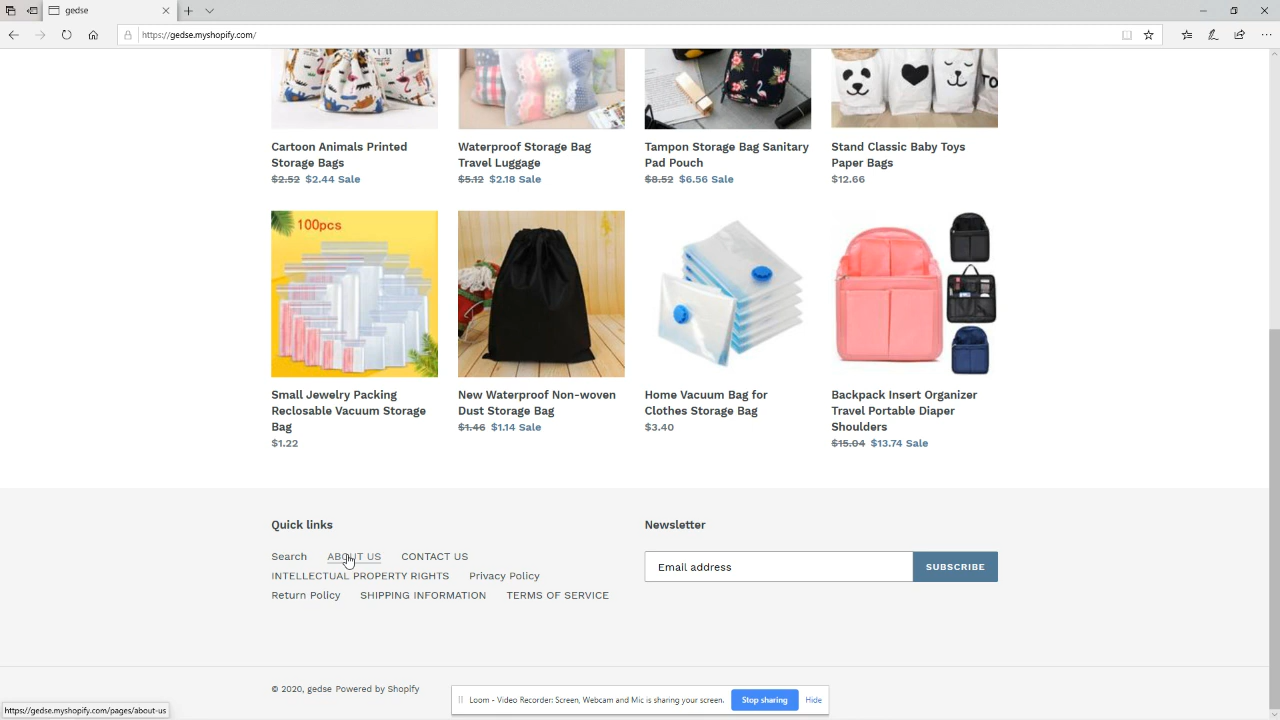 gedse
https://gedse.myshopify.com/
Cartoon Animals Printed
Storage Bags
$2.52 $2.44 Sale
Waterproof Storage Bag
Travel Luggage
$5.12 $2.18 Sale
Tampon Storage Bag Sanitary
Pad Pouch
$8.52 $6.56 Sale
Stand Classic Baby Toys
Paper Bags
$12.66
100pcs
Small Jewelry Packing
Reclosable Vacuum Storage
Bag
$1.22
New Waterproof Non-woven
Dust Storage Bag
$1.46 $1.14 Sale
Home Vacuum Bag for
Clothes Storage Bag
$3.40
Backpack Insert Organizer
Travel Portable Diaper
Shoulders
$15.04 $13.74 Sale
Quick links
Search ABOUT US CONTACT US
INTELLECTUAL PROPERTY RIGHTS Privacy Policy
Return Policy SHIPPING INFORMATION TERMS OF SERVICE
Newsletter
Email address SUBSCRIBE
© 2020, gedse Powered by Shopify
Loom - Video Recorder: Screen, Webcam and Mic is sharing your screen. Stop sharing Hide
https://gedse.myshopify.com/pages/about-us